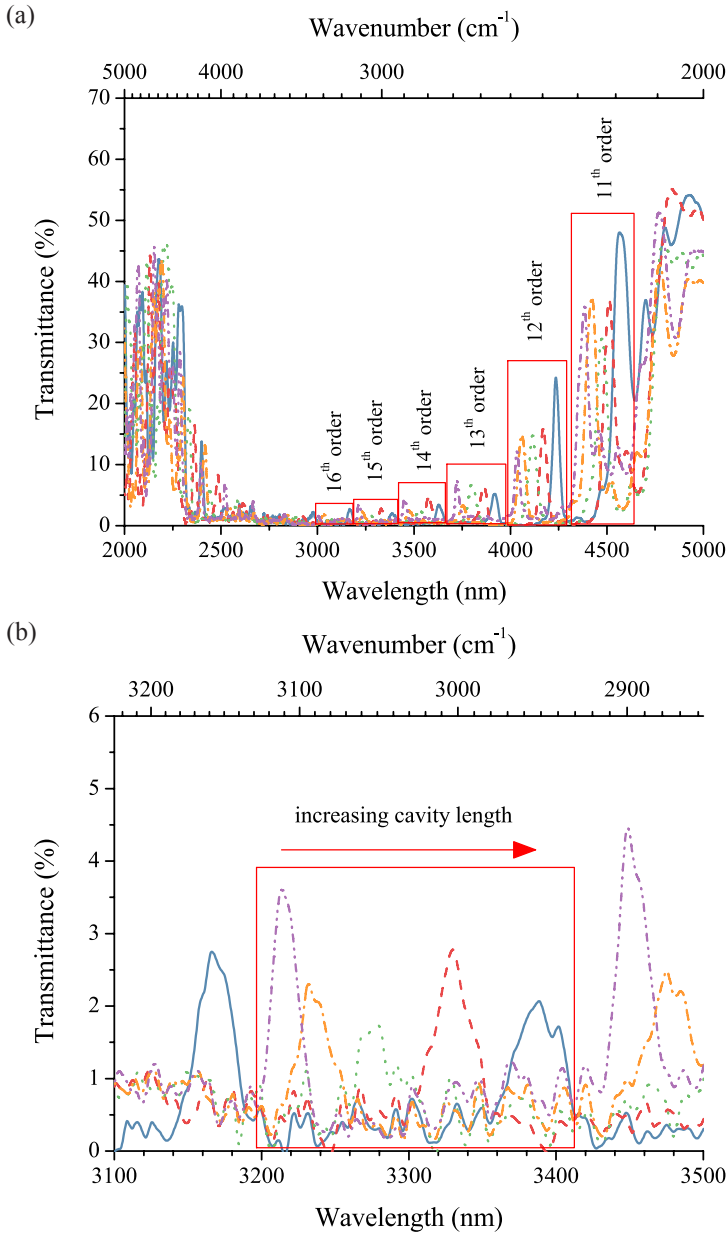 (a)
Wavenumber (cm-1)
5000 4000 3000 2000
70
60
50
40
30
20
10
0
Transmittance (%)
16th order
15th order
14th order
13th order
12th order
11th order
2000 2500 3000 3500 4000 4500 5000
Wavelength (nm)
(b)
Wavenumber (cm-1)
3200 3100 3000 2900
6
5
4
3
2
1
0
Transmittance (%)
increasing cavity length
3100 3200 3300 3400 3500
Wavelength (nm)